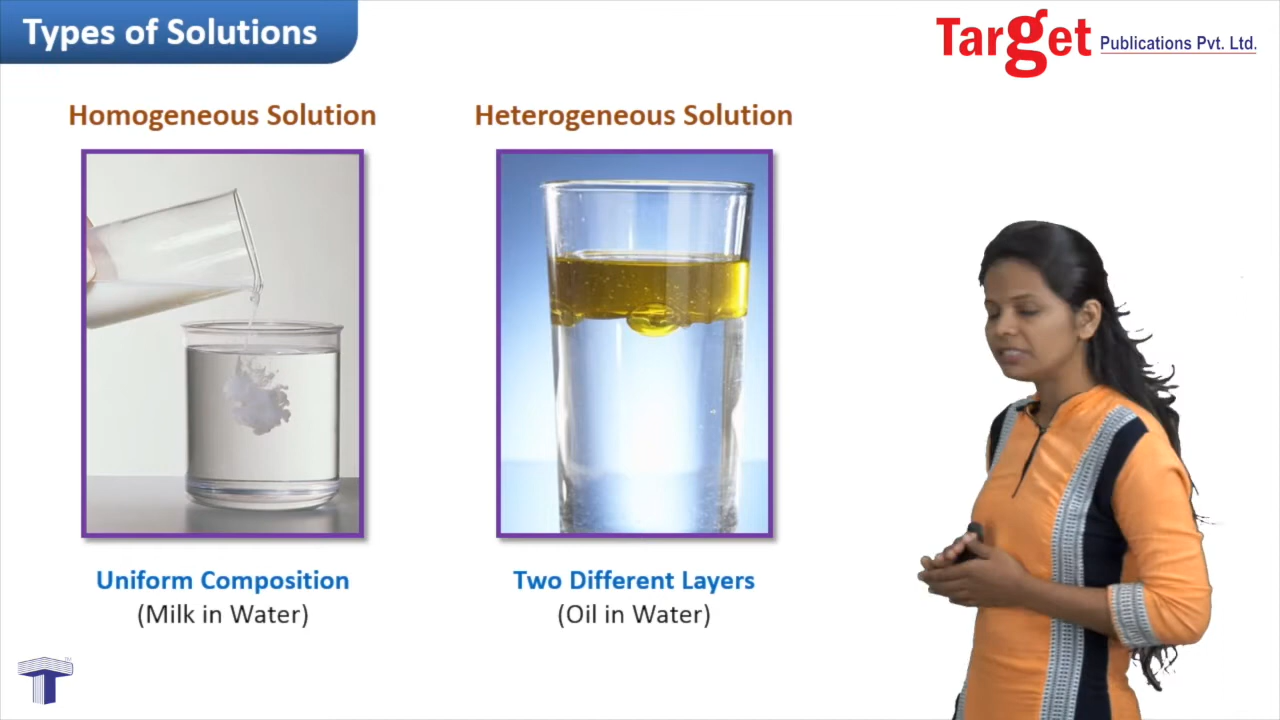 Types of Solutions
Target Publications Pvt. Ltd.
Homogeneous Solution
Heterogeneous Solution
Uniform Composition
(Milk in Water)
Two Different Layers
(Oil in Water)